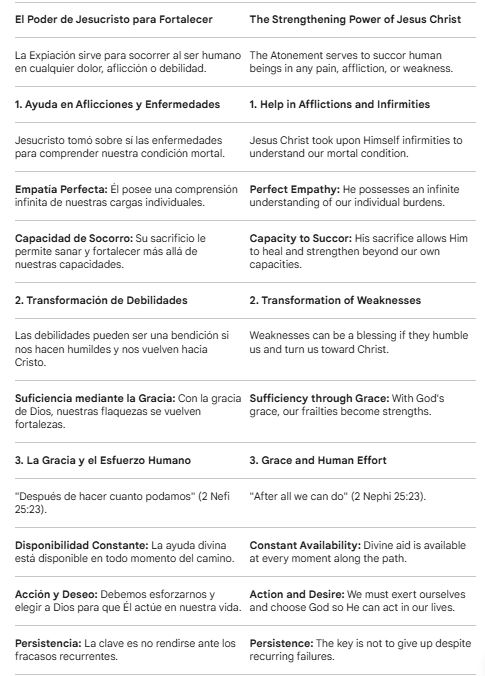 El Poder de Jesucristo para Fortalecer
The Strengthening Power of Jesus Christ
La Expiación sirve para socorrer al ser humano
en cualquier dolor, aflicción o debilidad.
The Atonement serves to succor human
beings in any pain, affliction, or weakness.
1. Ayuda en Aflicciones y Enfermedades
1. Help in Afflictions and Infirmities
Jesucristo tomó sobre sí las enfermedades
para comprender nuestra condición mortal.
Jesus Christ took upon Himself infirmities to
understand our mortal condition.
Empatía Perfecta: Él posee una comprensión
infinita de nuestras cargas individuales.
Perfect Empathy: He possesses an infinite
understanding of our individual burdens.
Capacidad de Socorro: Su sacrificio le
permite sanar y fortalecer más allá de
nuestras capacidades.
Capacity to Succor: His sacrifice allows Him
to heal and strengthen beyond our own
capacities.
2. Transformación de Debilidades
2. Transformation of Weaknesses
Las debilidades pueden ser una bendición si
nos hacen humildes y nos vuelven hacia
Cristo.
Weaknesses can be a blessing if they humble
us and turn us toward Christ.
Suficiencia mediante la Gracia: Con la gracia
de Dios, nuestras flaquezas se vuelven
fortalezas.
Sufficiency through Grace: With God's
grace, our frailties become strengths.
3. La Gracia y el Esfuerzo Humano
3. Grace and Human Effort
"Después de hacer cuanto podamos" (2 Nefi
25:23).
"After all we can do" (2 Nephi 25:23).
Disponibilidad Constante: La ayuda divina
está disponible en todo momento del camino.
Constant Availability: Divine aid is available
at every moment along the path.
Acción y Deseo: Debemos esforzarnos y
elegir a Dios para que Él actúe en nuestra vida.
Action and Desire: We must exert ourselves
and choose God so He can act in our lives.
Persistencia: La clave es no rendirse ante los
fracasos recurrentes.
Persistence: The key is not to give up despite
recurring failures.